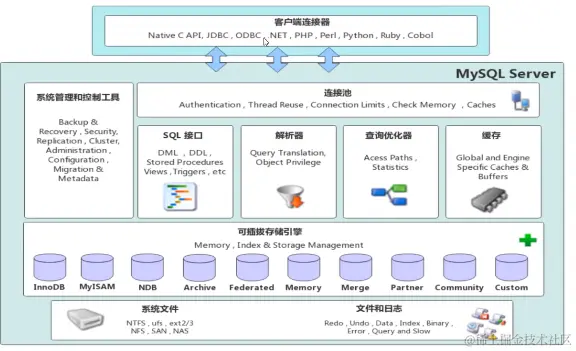 客户端连接器
Native C API, JDBC , ODBC , .NET , PHP , Perl , Python , Ruby , Cobol
MySQL Server
系统管理和控制工具
Backup &
Recovery , Security,
Replication , Cluster,
Administration ,
Configuration ,
Migration &
Metadata
连接池
Authentication , Thread Reuse , Connection Limits , Check Memory , Caches
SQL 接口
DML , DDL ,
Stored Procedures
Views , Triggers , etc
解析器
Query Translation,
Object Privilege
查询优化器
Acess Paths ,
Statistics
缓存
Global and Engine
Specific Caches &
Buffers
可插拔存储引擎
Memory , Index & Storage Management
InnoDB
MyISAM
NDB
Archive
Federated
Memory
Merge
Partner
Community
Custom
系统文件
NTFS , ufs , ext2/3
NFS , SAN , NAS
文件和日志
Redo , Undo , Data , Index , Binary ,
Error , Query and Slow
@稀土掘金技术社区